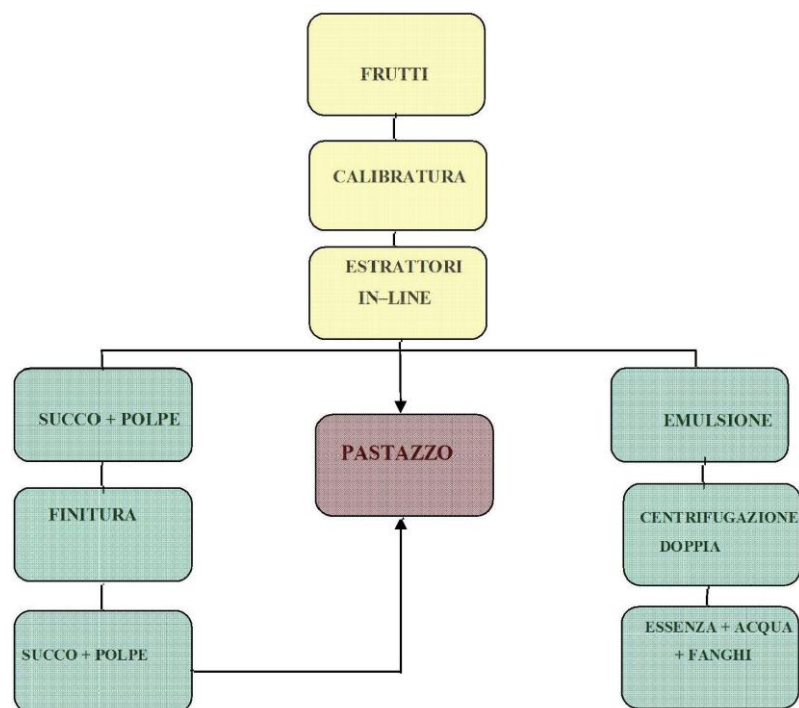 FRUTTI
CALIBRATURA
ESTRATTORI
IN–LINE
SUCCO + POLPE
PASTAZZO
EMULSIONE
FINITURA
CENTRIFUGAZIONE
DOPPIA
SUCCO + POLPE
ESSENZA + ACQUA
+ FANGHI